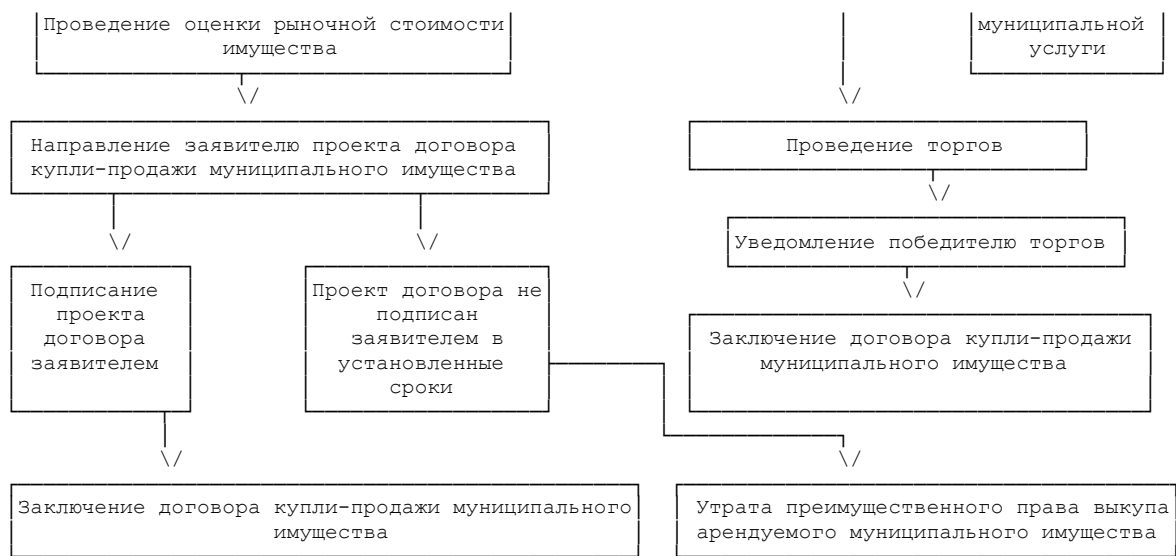 Проведение оценки рыночной стоимости
имущества
муниципальной
услуги
Направление заявителю проекта договора
купли-продажи муниципального имущества
Проведение торгов
Уведомление победителю торгов
Подписание
проекта
договора
заявителем
Проект договора не
подписан
заявителем в
установленные
сроки
Заключение договора купли-продажи
муниципального имущества
Заключение договора купли-продажи муниципального
имущества
Утрата преимущественного права выкупа
арендуемого муниципального имущества